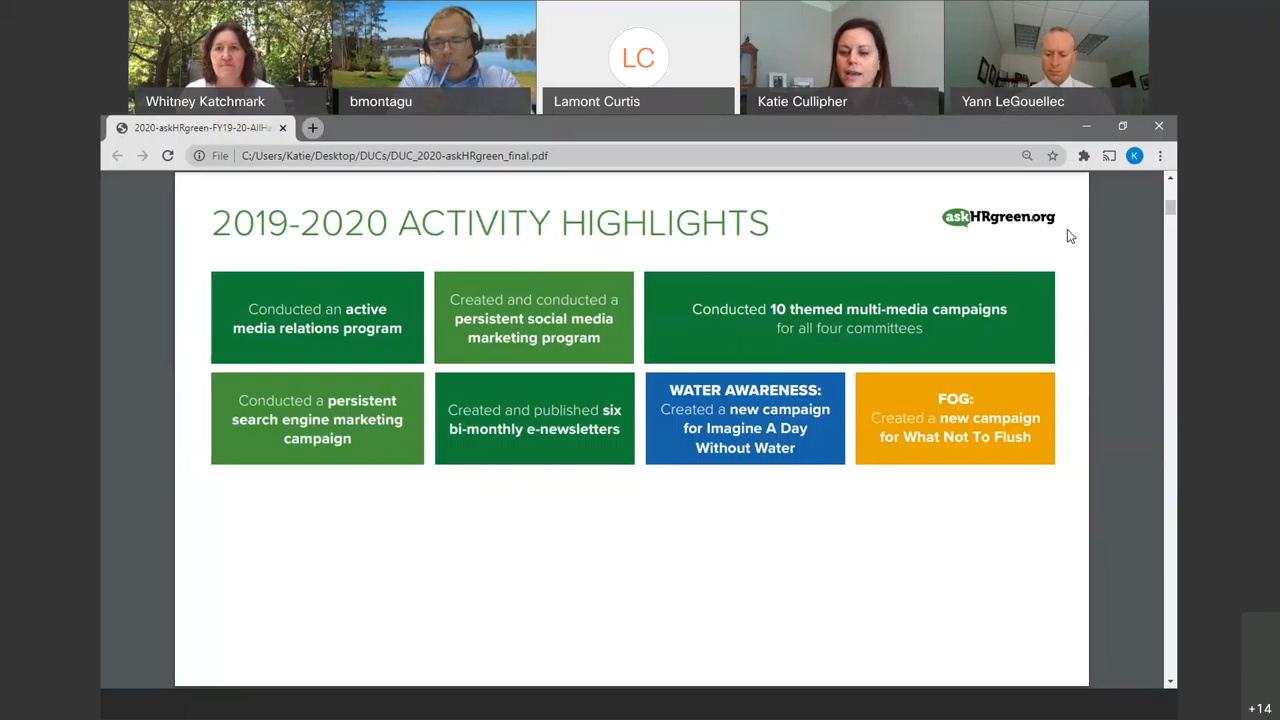 LC
Whitney Katchmark
bmontagu
Lamont Curtis
Katie Cullipher
Yann LeGouellec
2020-askHRgreen-FY19-20-AllHa
File
C:/Users/Katie/Desktop/DUCs/DUC_2020-askHRgreen_final.pdf
K
2019-2020 ACTIVITY HIGHLIGHTS
askHRgreen.org
Conducted an active
media relations program
Created and conducted a
persistent social media
marketing program
Conducted 10 themed multi-media campaigns
for all four committees
Conducted a persistent
search engine marketing
campaign
Created and published six
bi-monthly e-newsletters
WATER AWARENESS:
Created a new campaign
for Imagine A Day
Without Water
FOG:
Created a new campaign
for What Not To Flush
+14